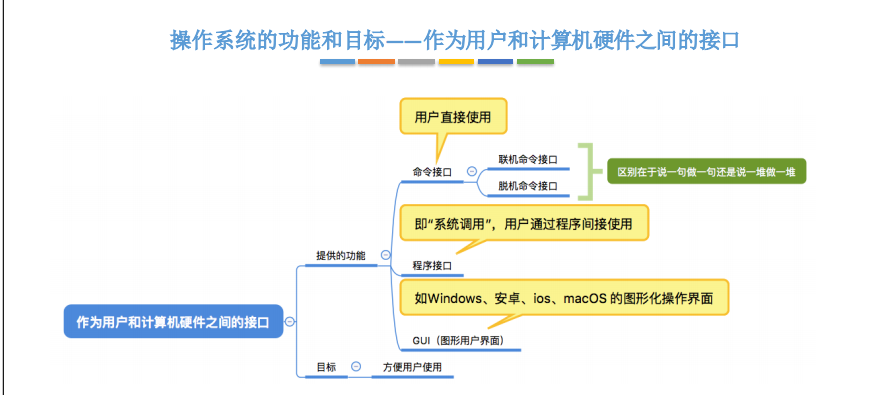 操作系统的功能和目标——作为用户和计算机硬件之间的接口
用户直接使用
命令接口
联机命令接口
脱机命令接口
区别在于说一句做一句还是说一堆做一堆
即“系统调用”，用户通过程序间接使用
提供的功能
程序接口
如Windows、安卓、ios、macOS 的图形化操作界面
作为用户和计算机硬件之间的接口
GUI（图形用户界面）
目标
方便用户使用